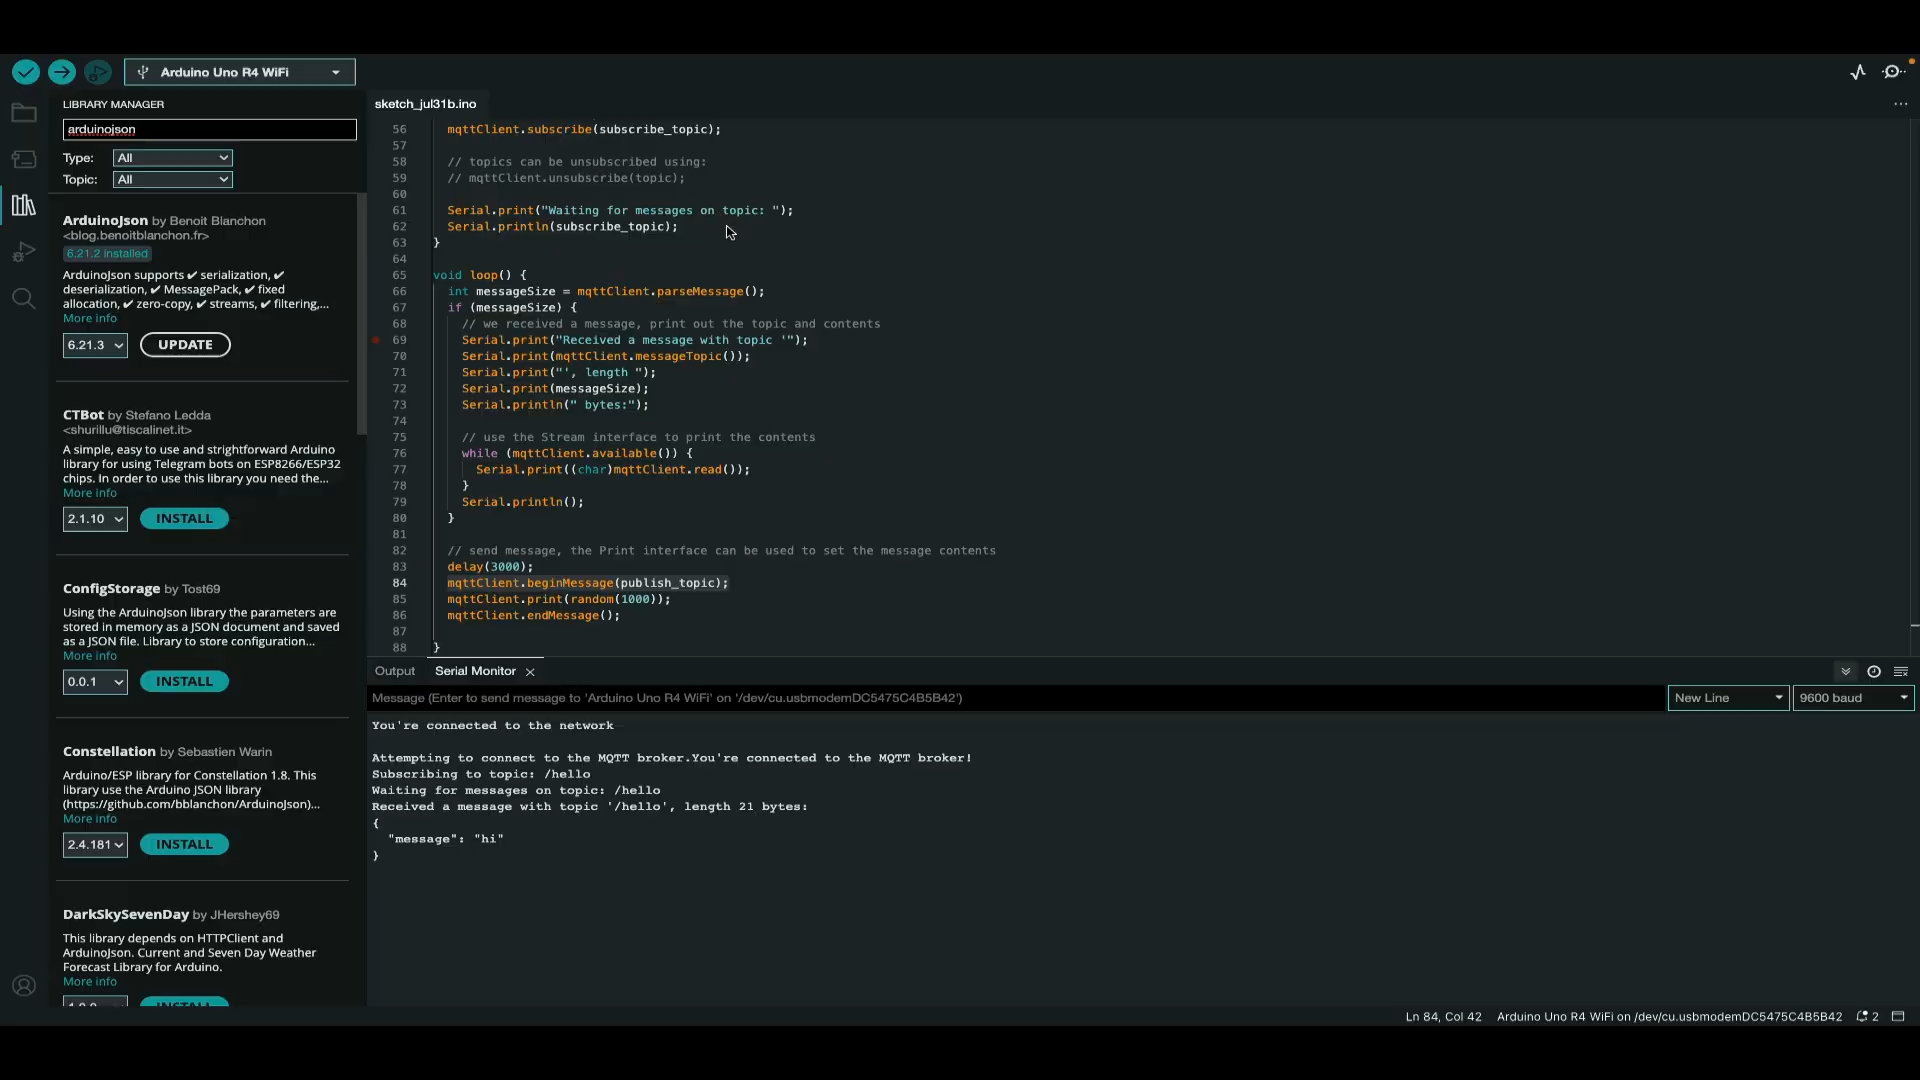 Arduino Uno R4 WiFi
LIBRARY MANAGER
arduinojson
Type: All
Topic: All
ArduinoJson by Benoit Blanchon
<blog.benoitblanchon.fr>
6.21.2 installed
ArduinoJson supports ✔ serialization, ✔
deserialization, ✔ MessagePack, ✔ fixed
allocation, ✔ zero-copy, ✔ streams, ✔ filtering,...
More info
6.21.3 UPDATE
CTBot by Stefano Ledda
<shurillu@tiscalinet.it>
A simple, easy to use and strightforward Arduino
library for using Telegram bots on ESP8266/ESP32
chips. In order to use this library you need the...
More info
2.1.10 INSTALL
ConfigStorage by Tost69
Using the ArduinoJson library the parameters are
stored in memory as a JSON document and saved
as a JSON file. Library to store configuration...
More info
0.0.1 INSTALL
Constellation by Sebastien Warin
Arduino/ESP library for Constellation 1.8. This
library use the Arduino JSON library
(https://github.com/bblanchon/ArduinoJson)...
More info
2.4.181 INSTALL
DarkSkySevenDay by JHershey69
This library depends on HTTPClient and
ArduinoJson. Current and Seven Day Weather
Forecast Library for Arduino.
More info
INSTALL
sketch_jul31b.ino
56 mqttClient.subscribe(subscribe_topic);
57
58 // topics can be unsubscribed using:
59 // mqttClient.unsubscribe(topic);
60
61 Serial.print("Waiting for messages on topic: ");
62 Serial.println(subscribe_topic);
63 }
64
65 void loop() {
66 int messageSize = mqttClient.parseMessage();
67 if (messageSize) {
68 // we received a message, print out the topic and contents
69 Serial.print("Received a message with topic '");
70 Serial.print(mqttClient.messageTopic());
71 Serial.print("', length ");
72 Serial.print(messageSize);
73 Serial.println(" bytes:");
74
75 // use the Stream interface to print the contents
76 while (mqttClient.available()) {
77 Serial.print((char)mqttClient.read());
78 }
79 Serial.println();
80 }
81
82 // send message, the Print interface can be used to set the message contents
83 delay(3000);
84 mqttClient.beginMessage(publish_topic);
85 mqttClient.print(random(1000));
86 mqttClient.endMessage();
87
88 }
Output Serial Monitor
Message (Enter to send message to 'Arduino Uno R4 WiFi' on '/dev/cu.usbmodemDC5475C4B5B42')
New Line 9600 baud
You're connected to the network
Attempting to connect to the MQTT broker.You're connected to the MQTT broker!
Subscribing to topic: /hello
Waiting for messages on topic: /hello
Received a message with topic '/hello', length 21 bytes:
{
"message": "hi"
}
Ln 84, Col 42 Arduino Uno R4 WiFi on /dev/cu.usbmodemDC5475C4B5B42 2